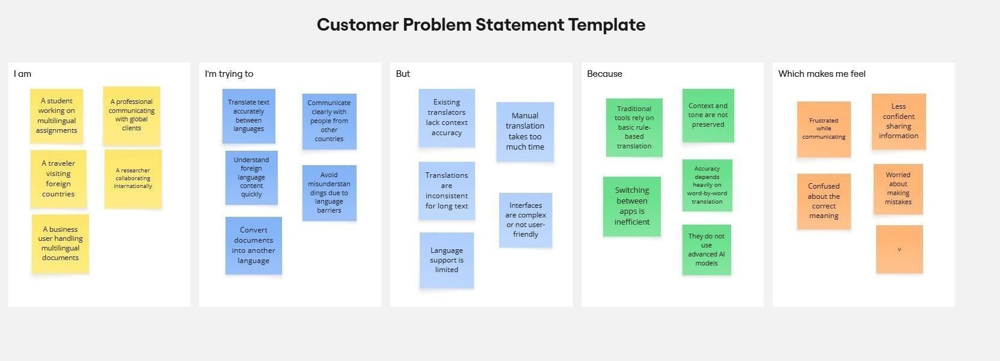 Customer Problem Statement Template
I am
A student
working on
multilingual
assignments
A professional
communicating
with global
clients
A traveler
visiting
foreign
countries
A researcher
collaborating
internationally
A business
user handling
multilingual
documents
I'm trying to
Translate text
accurately
between
languages
Communicate
clearly with
people from
other
countries
Understand
foreign
language
content
quickly
Avoid
misunderstan
dings due to
language
barriers
Convert
documents
into another
language
But
Existing
translators
lack context
accuracy
Manual
translation
takes too
much time
Translations
are
inconsistent
for long text
Interfaces
are complex
or not user-
friendly
Language
support is
limited
Because
Traditional
tools rely on
basic rule-
based
translation
Context and
tone are not
preserved
Switching
between
apps is
inefficient
Accuracy
depends
heavily on
word-by-word
translation
They do not
use
advanced AI
models
Which makes me feel
Frustrated
while
communicating
Less
confident
sharing
information
Confused
about the
correct
meaning
Worried
about
making
mistakes
v